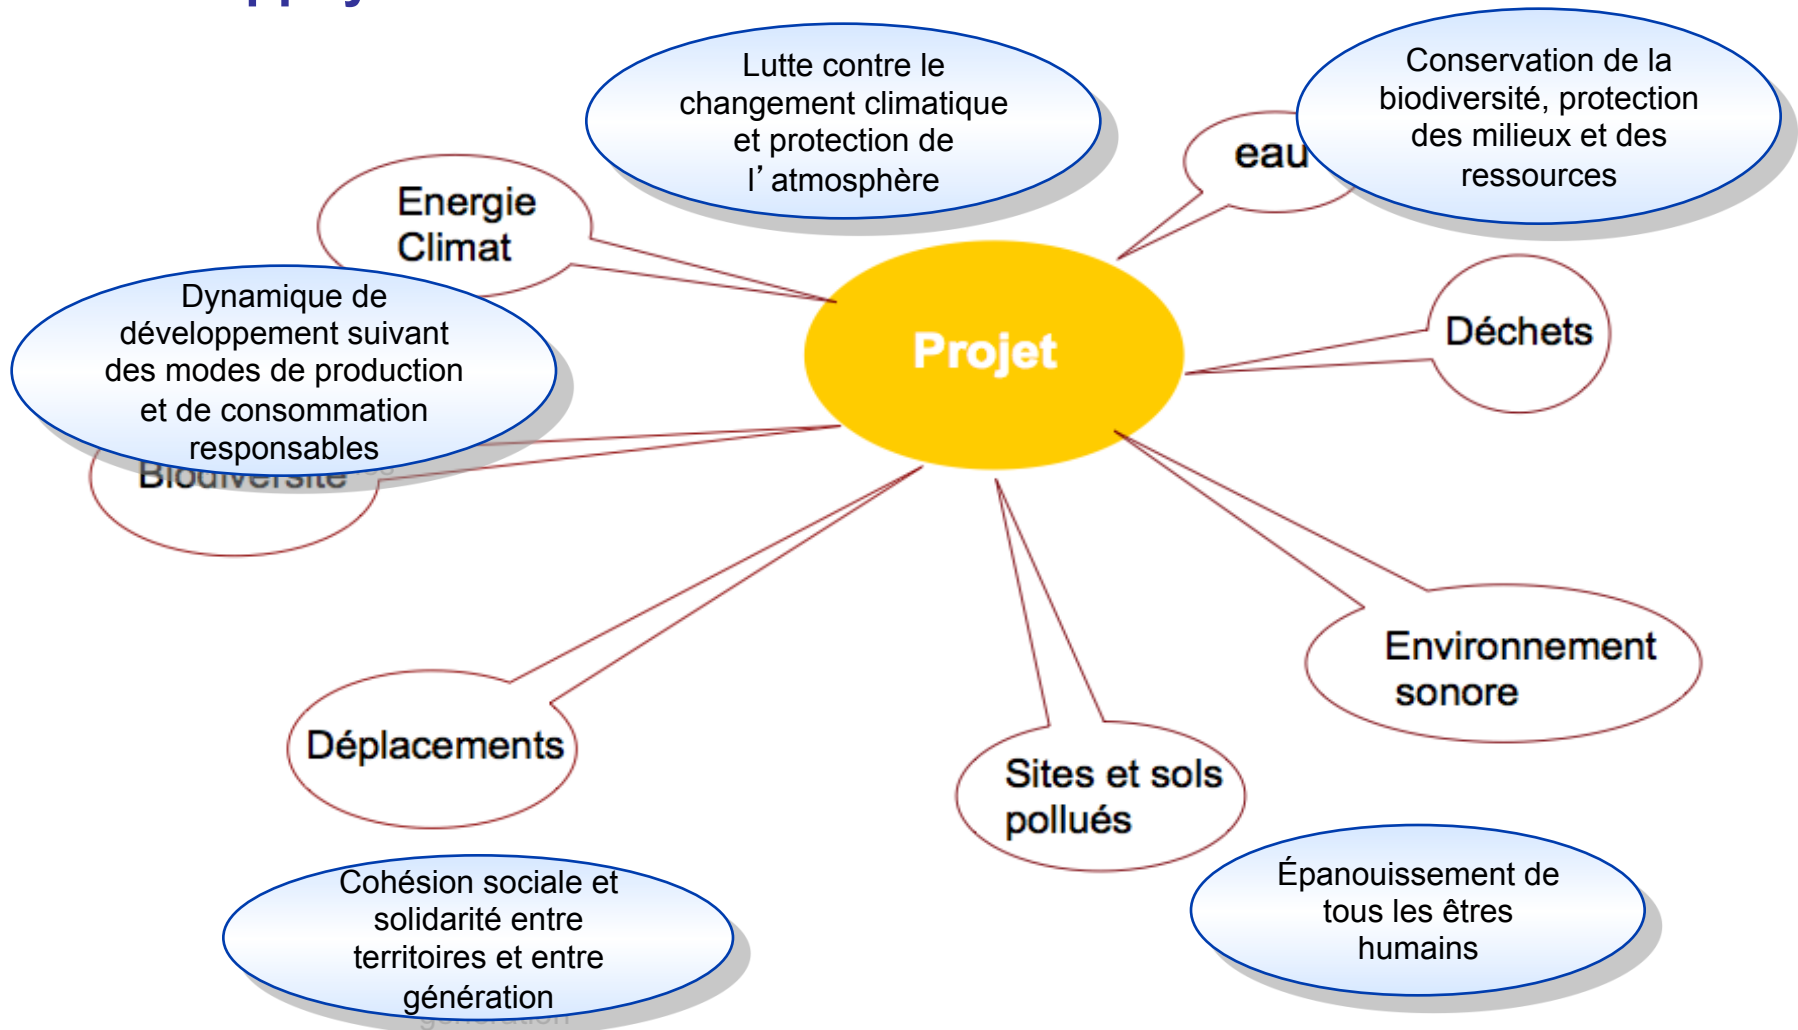 Lutte contre le
changement climatique
et protection de
l’ atmosphère
Conservation de la
biodiversité, protection
des milieux et des
ressources
eau
Energie
Climat
Dynamique de
développement suivant
des modes de production
et de consommation
responsables
Projet
Déchets
Biodiversité
Environnement
sonore
Déplacements
Sites et sols
pollués
Cohésion sociale et
solidarité entre
territoires et entre
génération
Épanouissement de
tous les êtres
humains